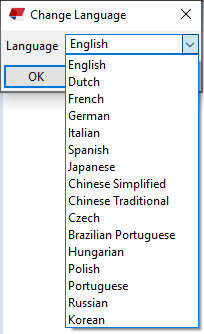 Change Language
Language English
OK
English
Dutch
French
German
Italian
Spanish
Japanese
Chinese Simplified
Chinese Traditional
Czech
Brazilian Portuguese
Hungarian
Polish
Portuguese
Russian
Korean